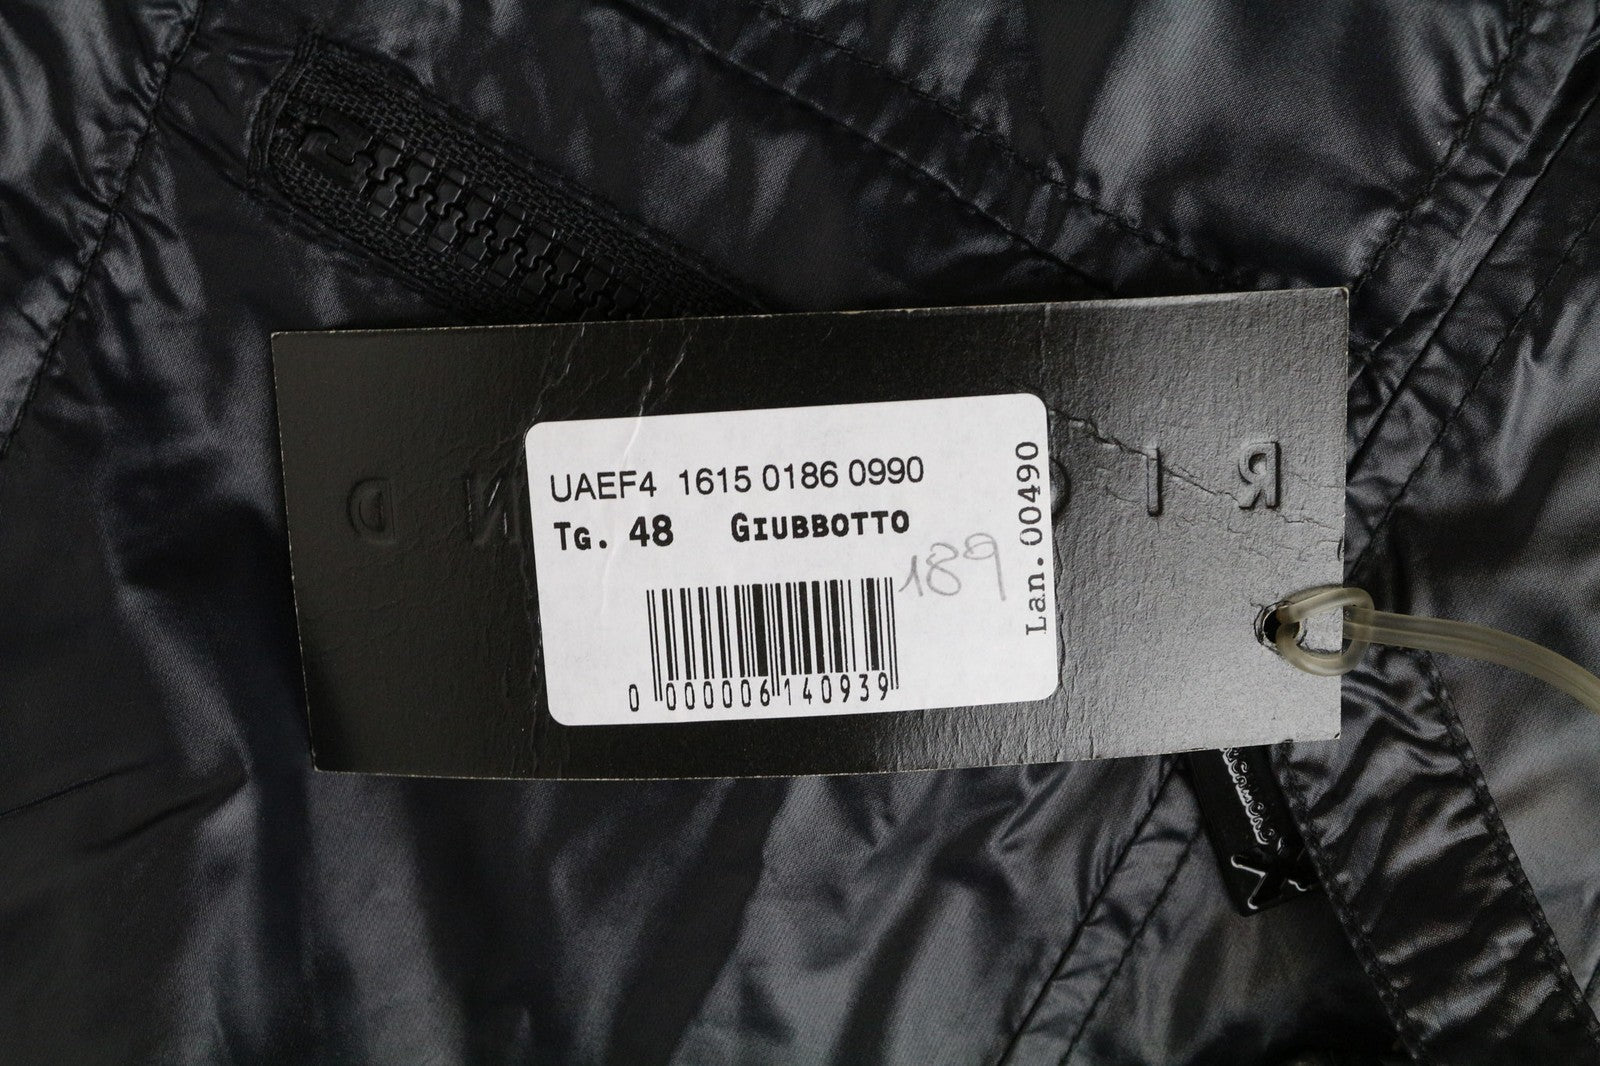 UAEF4 1615 0186 0990
Tg. 48 Giubbotto
189
Lan. 00490
0 000006 140939